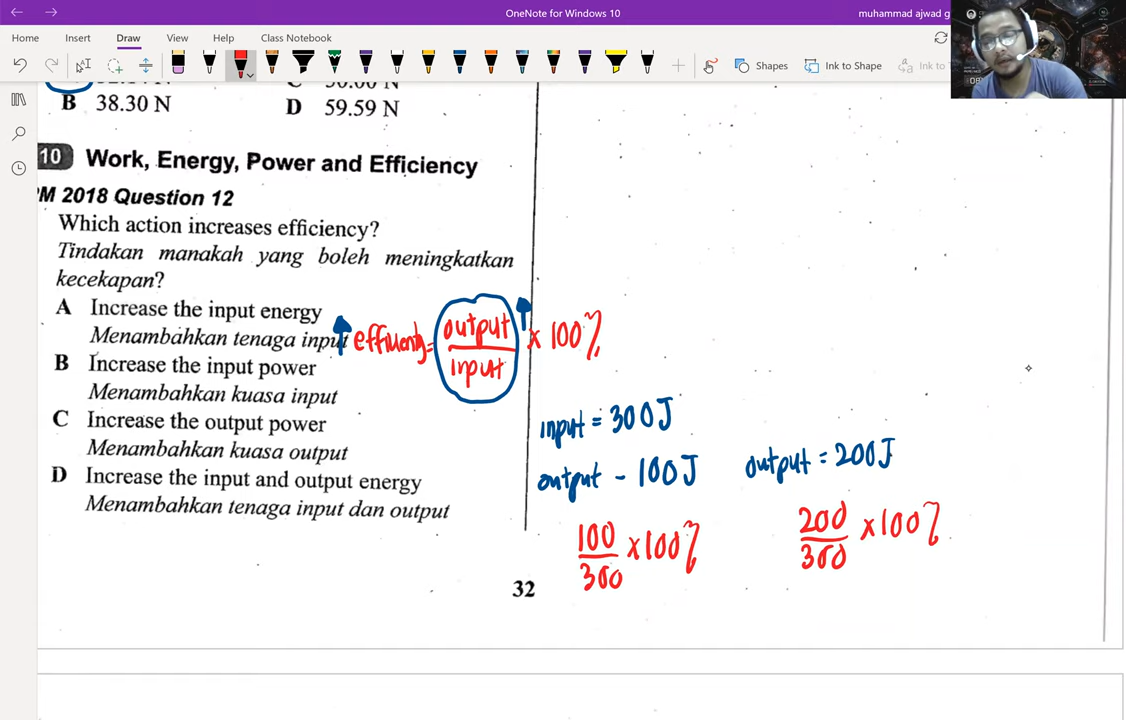 OneNote for Windows 10
muhammad ajwad g
Home Insert Draw View Help Class Notebook
Shapes Ink to Shape Ink to
B 38.30 N D 59.59 N
10 Work, Energy, Power and Efficiency
M 2018 Question 12
Which action increases efficiency?
Tindakan manakah yang boleh meningkatkan
kecekapan?
A Increase the input energy
Menambahkan tenaga input
B Increase the input power
Menambahkan kuasa input
C Increase the output power
Menambahkan kuasa output
D Increase the input and output energy
Menambahkan tenaga input dan output
= output / input × 100%
input = 300J
output - 100J
100/300 × 100%
output = 200J
200/300 × 100%
32